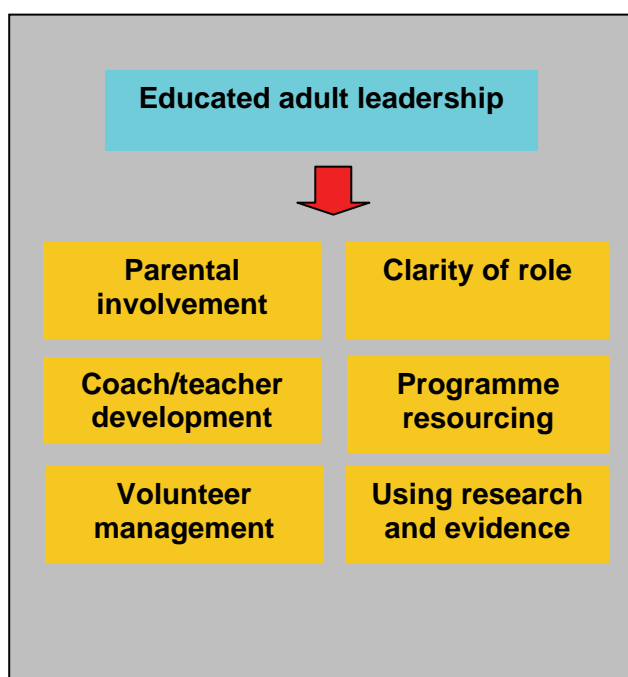 Educated adult leadership
Parental
involvement
Clarity of role
Coach/teacher
development
Programme
resourcing
Volunteer
management
Using research
and evidence